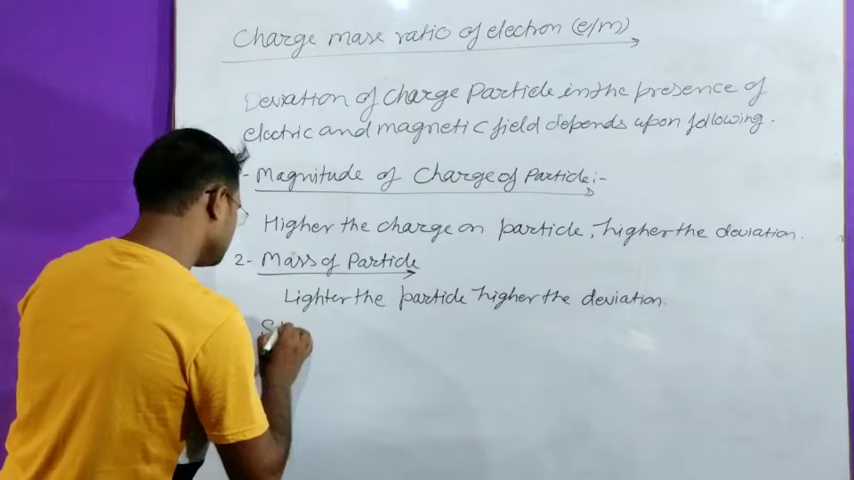 Charge mase ratio of electron (e/m)
Deviation of charge Particle in the presence of
electric and magnetic field depends upon following.
- Magnitude of Charge of Particle:-
Higher the charge on particle, higher the deviation.
2- Mass of Particle
Lighter the particle higher the deviation.